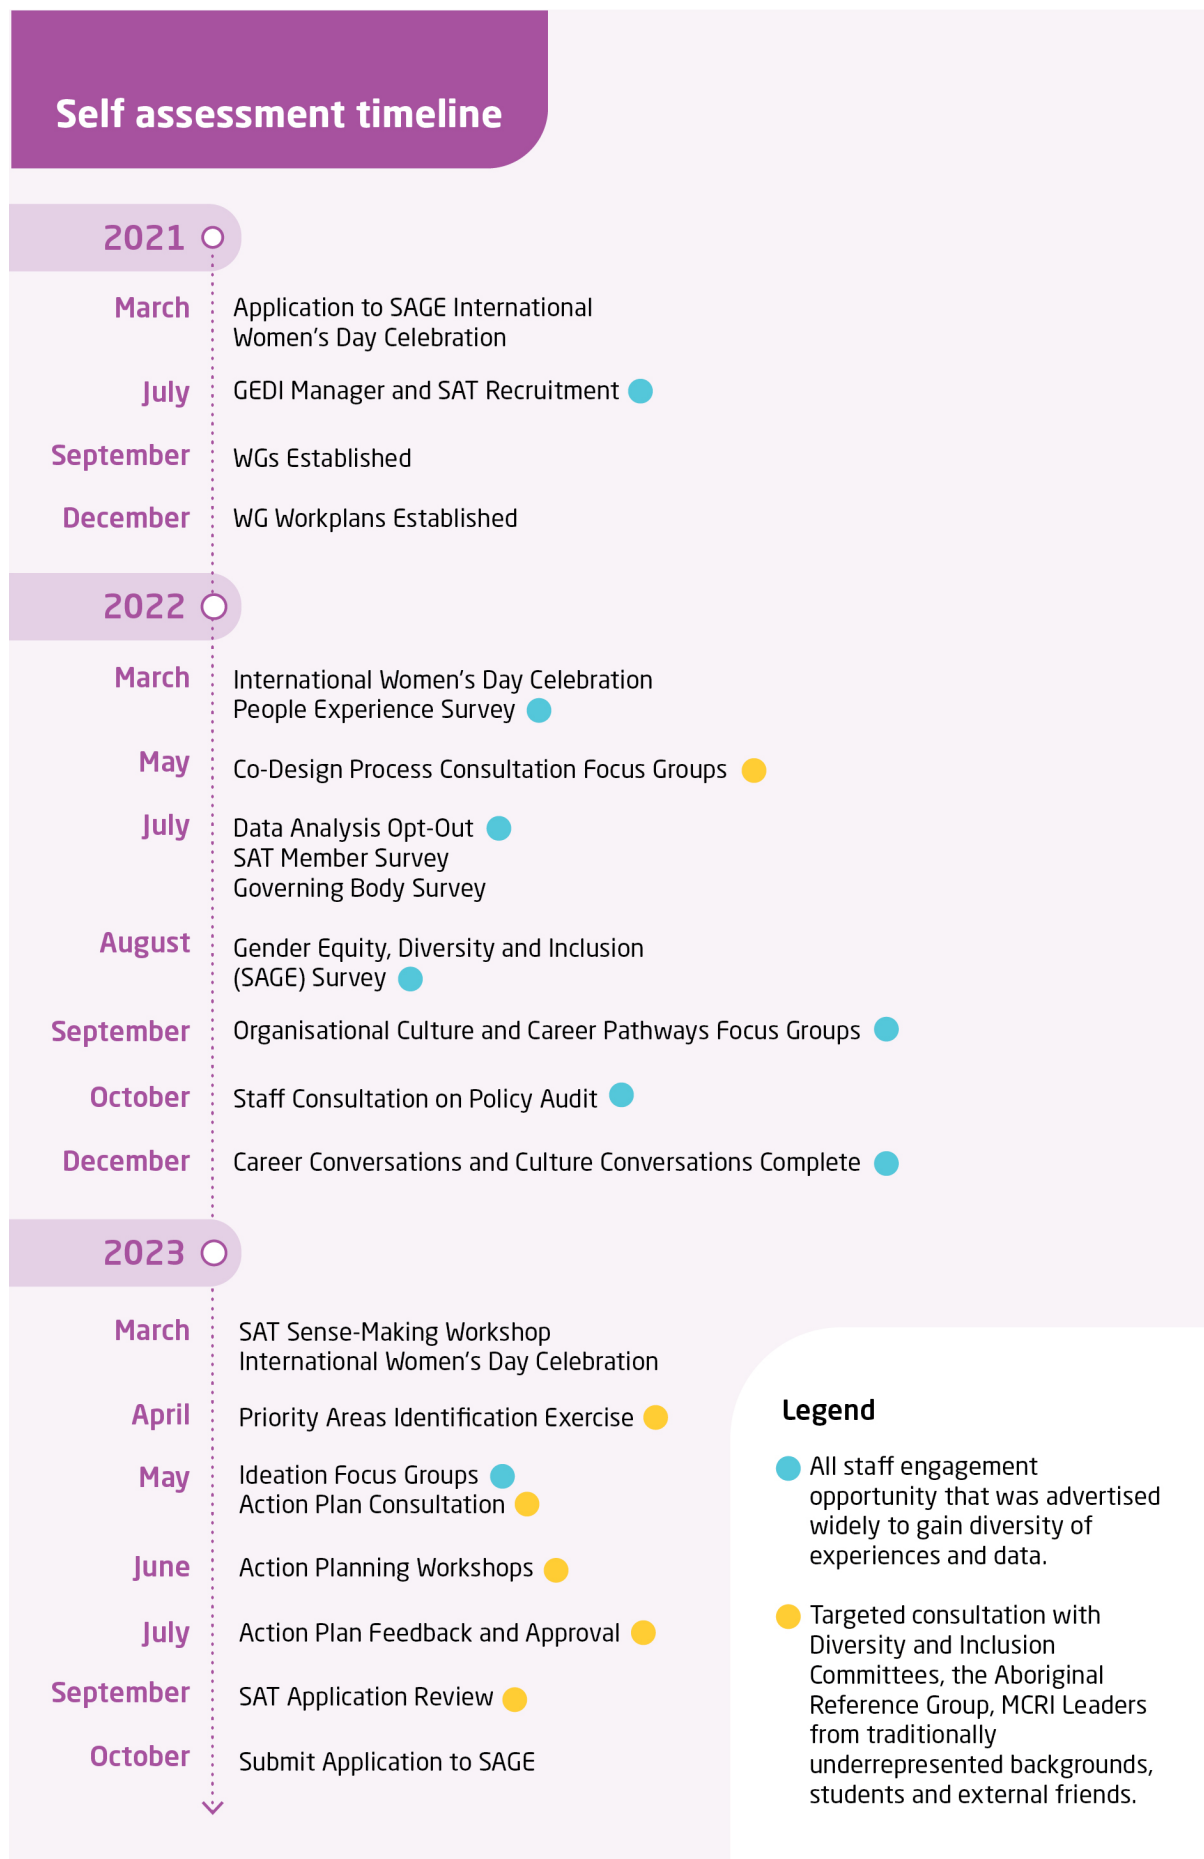 Self assessment timeline
2021
March
Application to SAGE International
Women's Day Celebration
July
GEDI Manager and SAT Recruitment
September
WGs Established
December
WG Workplans Established
2022
March
International Women's Day Celebration
People Experience Survey
May
Co-Design Process Consultation Focus Groups
July
Data Analysis Opt-Out
SAT Member Survey
Governing Body Survey
August
Gender Equity, Diversity and Inclusion
(SAGE) Survey
September
Organisational Culture and Career Pathways Focus Groups
October
Staff Consultation on Policy Audit
December
Career Conversations and Culture Conversations Complete
2023
March
SAT Sense-Making Workshop
International Women's Day Celebration
April
Priority Areas Identification Exercise
May
Ideation Focus Groups
Action Plan Consultation
June
Action Planning Workshops
July
Action Plan Feedback and Approval
September
SAT Application Review
October
Submit Application to SAGE
Legend
All staff engagement
opportunity that was advertised
widely to gain diversity of
experiences and data.
Targeted consultation with
Diversity and Inclusion
Committees, the Aboriginal
Reference Group, MCRI Leaders
from traditionally
underrepresented backgrounds,
students and external friends.